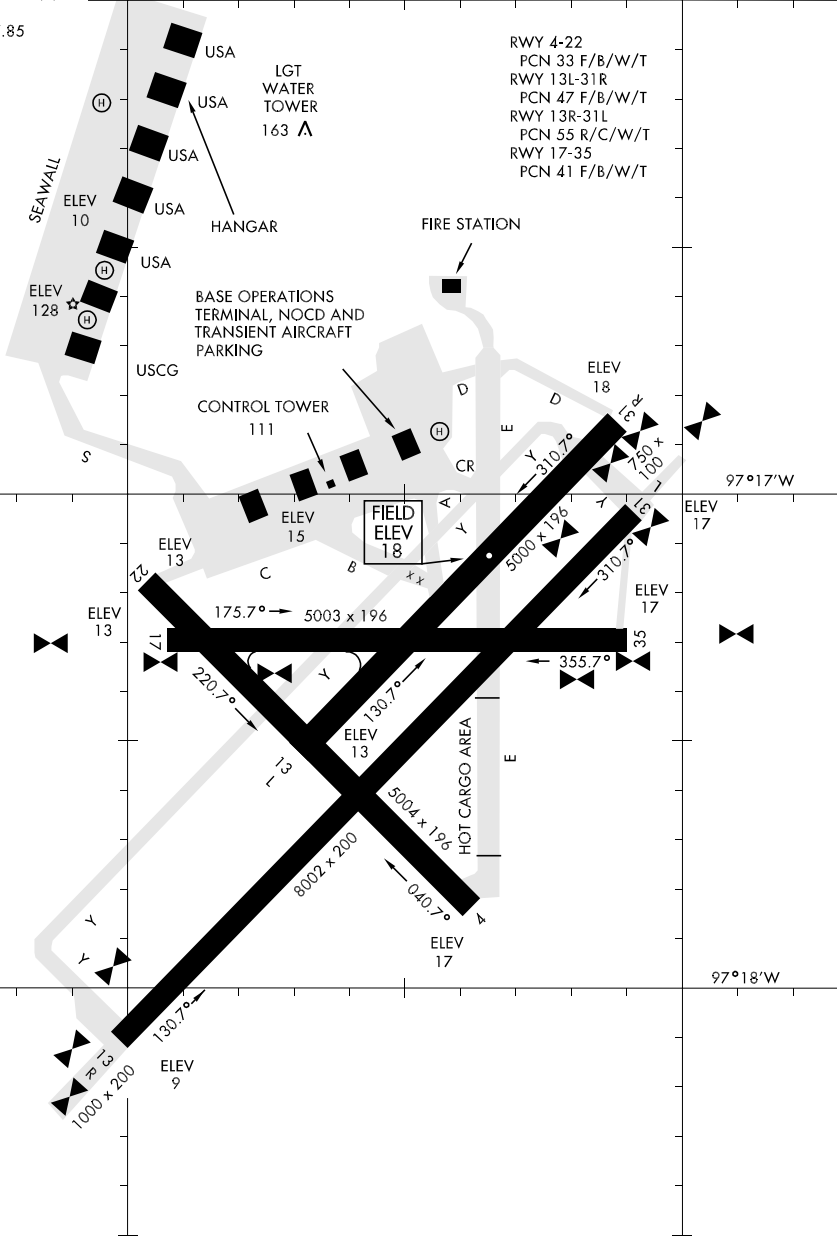 .85
USA
USA
USA
USA
USA
USCG
SEAWALL
ELEV
10
ELEV
128
H
H
H
HANGAR
LGT
WATER
TOWER
163
RWY 4-22
PCN 33 F/B/W/T
RWY 13L-31R
PCN 47 F/B/W/T
RWY 13R-31L
PCN 55 R/C/W/T
RWY 17-35
PCN 41 F/B/W/T
FIRE STATION
BASE OPERATIONS
TERMINAL, NOCD AND
TRANSIENT AIRCRAFT
PARKING
CONTROL TOWER
111
S
H
D
E
D
ELEV
18
31
R
750 x
100
L
31
CR
Y
310.7°
A
Y
Y
97°17'W
ELEV
15
FIELD
ELEV
18
5000 x 196
ELEV
17
ELEV
13
22
C
B
x x
310.7°
ELEV
17
ELEV
13
17
175.7°
5003 x 196
35
355.7°
220.7°
Y
130.7°
ELEV
13
13
L
HOT CARGO AREA
E
5004 x 196
8002 x 200
040.7°
4
ELEV
17
Y
Y
97°18'W
130.7°
13
R
1000 x 200
ELEV
9